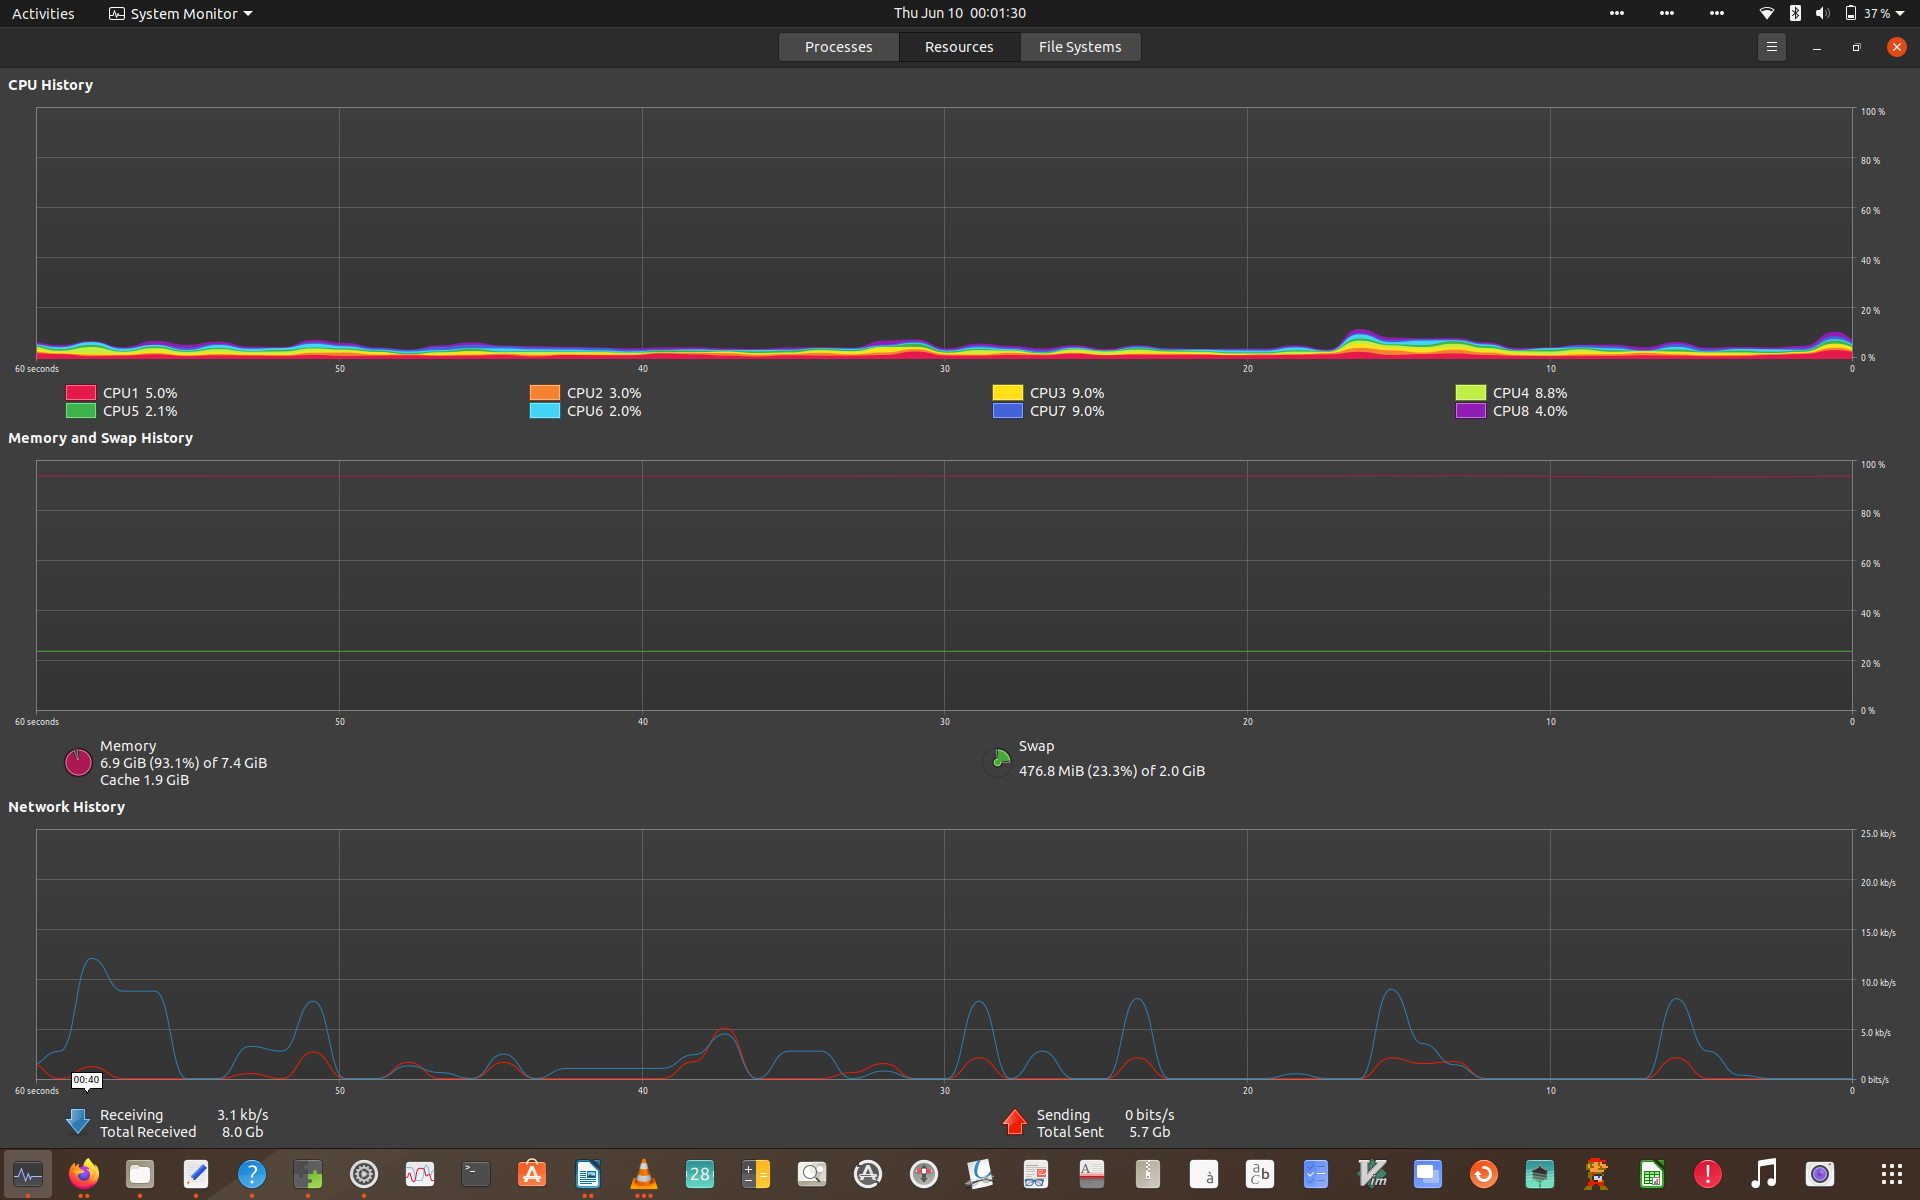 Activities
System Monitor
Thu Jun 10 00:01:30
37 %
Processes
Resources
File Systems
CPU History
100 %
80 %
60 %
40 %
20 %
0 %
60 seconds 50 40 30 20 10 0
CPU1 5.0% CPU2 3.0% CPU3 9.0% CPU4 8.8%
CPU5 2.1% CPU6 2.0% CPU7 9.0% CPU8 4.0%
Memory and Swap History
100 %
80 %
60 %
40 %
20 %
0 %
60 seconds 50 40 30 20 10 0
Memory
6.9 GiB (93.1%) of 7.4 GiB
Cache 1.9 GiB
Swap
476.8 MiB (23.3%) of 2.0 GiB
Network History
25.0 kb/s
20.0 kb/s
15.0 kb/s
10.0 kb/s
5.0 kb/s
0 bits/s
00:40
60 seconds 50 40 30 20 10 0
Receiving 3.1 kb/s
Total Received 8.0 Gb
Sending 0 bits/s
Total Sent 5.7 Gb
28
à
a b c
Vim